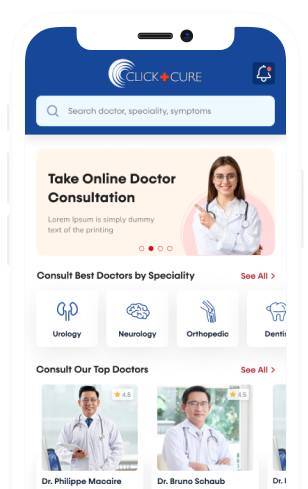 CLICK+CURE
Search doctor, speciality, symptoms
Take Online Doctor
Consultation
Lorem Ipsum is simply dummy
text of the printing
Consult Best Doctors by Speciality
See All >
Urology
Neurology
Orthopedic
Dentis
Consult Our Top Doctors
See All >
4.5
4.5
Dr. Philippe Macaire
Dr. Bruno Schaub
Dr.